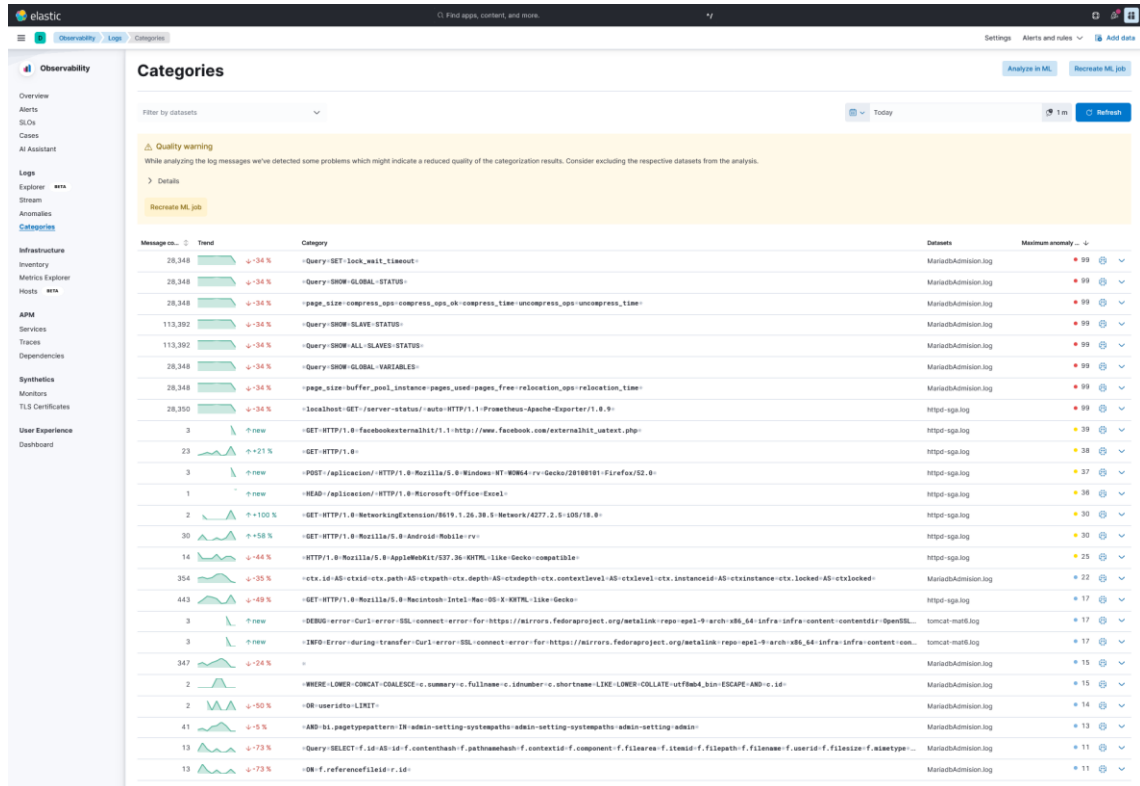 elastic
Find apps, content, and more.
*/
D Observability Logs Categories
Settings Alerts and rules Add data
Observability
Overview
Alerts
SLOs
Cases
AI Assistant
Logs
Explorer BETA
Stream
Anomalies
Categories
Infrastructure
Inventory
Metrics Explorer
Hosts BETA
APM
Services
Traces
Dependencies
Synthetics
Monitors
TLS Certificates
User Experience
Dashboard
Categories
Analyze in ML Recreate ML job
Filter by datasets
Today 1 m Refresh
Quality warning
While analyzing the log messages we've detected some problems which might indicate a reduced quality of the categorization results. Consider excluding the respective datasets from the analysis.
Details
Recreate ML job
Message co... Trend Category Datasets Maximum anomaly ...
28,348 ↓-34 % *Query*SET*lock_wait_timeout* MariadbAdmision.log 99
28,348 ↓-34 % *Query*SHOW*GLOBAL*STATUS* MariadbAdmision.log 99
28,348 ↓-34 % *page_size*compress_ops*compress_ops_ok*compress_time*uncompress_ops*uncompress_time* MariadbAdmision.log 99
113,392 ↓-34 % *Query*SHOW*SLAVE*STATUS* MariadbAdmision.log 99
113,392 ↓-34 % *Query*SHOW*ALL*SLAVES*STATUS* MariadbAdmision.log 99
28,348 ↓-34 % *Query*SHOW*GLOBAL*VARIABLES* MariadbAdmision.log 99
28,348 ↓-34 % *page_size*buffer_pool_instance*pages_used*pages_free*relocation_ops*relocation_time* MariadbAdmision.log 99
28,350 ↓-34 % *localhost*GET*/server-status/*auto*HTTP/1.1*Prometheus-Apache-Exporter/1.0.9* httpd-sga.log 99
3 ↑new *GET*HTTP/1.0*facebookexternalhit/1.1*http://www.facebook.com/externalhit_uatext.php* httpd-sga.log 39
23 ↑+21 % *GET*HTTP/1.0* httpd-sga.log 38
3 ↑new *POST*/aplicacion/*HTTP/1.0*Mozilla/5.0*Windows*NT*WOW64*rv*Gecko/20100101*Firefox/52.0* httpd-sga.log 37
1 ↑new *HEAD*/aplicacion/*HTTP/1.0*Microsoft*Office*Excel* httpd-sga.log 36
2 ↑+100 % *GET*HTTP/1.0*NetworkingExtension/8619.1.26.30.5*Network/4277.2.5*iOS/18.0* httpd-sga.log 30
30 ↑+58 % *GET*HTTP/1.0*Mozilla/5.0*Android*Mobile*rv* httpd-sga.log 30
14 ↓-44 % *HTTP/1.0*Mozilla/5.0*AppleWebKit/537.36*KHTML*like*Gecko*compatible* httpd-sga.log 25
354 ↓-35 % *ctx.id*AS*ctxid*ctx.path*AS*ctxpath*ctx.depth*AS*ctxdepth*ctx.contextlevel*AS*ctxlevel*ctx.instanceid*AS*ctxinstance*ctx.locked*AS*ctxlocked* MariadbAdmision.log 22
443 ↓-49 % *GET*HTTP/1.0*Mozilla/5.0*Macintosh*Intel*Mac*OS*X*KHTML*like*Gecko* httpd-sga.log 17
3 ↑new *DEBUG*error*Curl*error*SSL*connect*error*for*https://mirrors.fedoraproject.org/metalink*repo*epel-9*arch*x86_64*infra*infra*content*contentdir*OpenSSL... tomcat-mat6.log 17
3 ↑new *INFO*Error*during*transfer*Curl*error*SSL*connect*error*for*https://mirrors.fedoraproject.org/metalink*repo*epel-9*arch*x86_64*infra*infra*content*con... tomcat-mat6.log 17
347 ↓-24 % * MariadbAdmision.log 15
2 *WHERE*LOWER*CONCAT*COALESCE*c.summary*c.fullname*c.idnumber*c.shortname*LIKE*LOWER*COLLATE*utf8mb4_bin*ESCAPE*AND*c.id* MariadbAdmision.log 15
2 ↓-50 % *OR*useridto*LIMIT* MariadbAdmision.log 14
41 ↓-5 % *AND*bi.pagetypepattern*IN*admin-setting-systempaths*admin-setting-systempaths*admin-setting*admin* MariadbAdmision.log 13
13 ↓-73 % *Query*SELECT*f.id*AS*id*f.contenthash*f.pathnamehash*f.contextid*f.component*f.filearea*f.itemid*f.filepath*f.filename*f.userid*f.filesize*f.mimetype*... MariadbAdmision.log 11
13 ↓-73 % *ON*f.referencefileid*r.id* MariadbAdmision.log 11